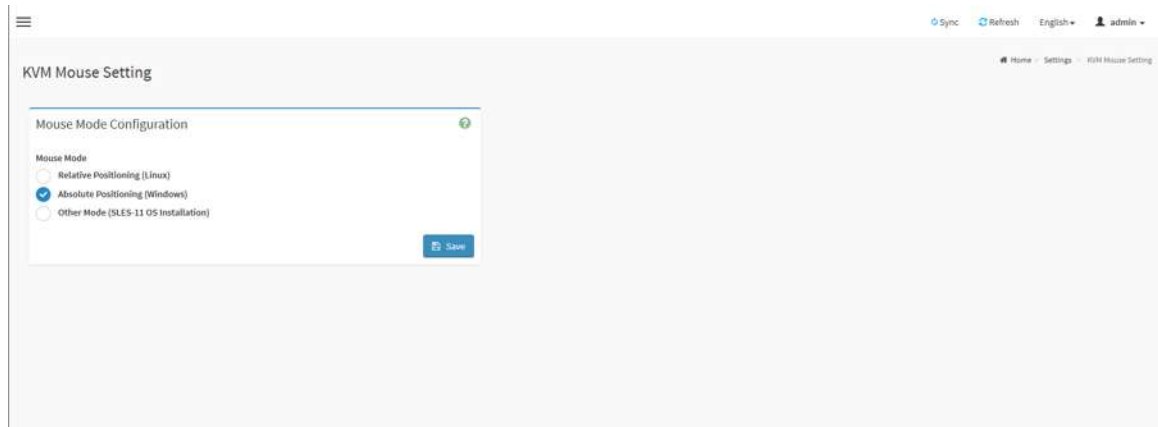 Sync Refresh English admin
KVM Mouse Setting
Home Settings KVM Mouse Setting
Mouse Mode Configuration
Mouse Mode
Relative Positioning (Linux)
Absolute Positioning (Windows)
Other Mode (SLES-11 OS Installation)
Save